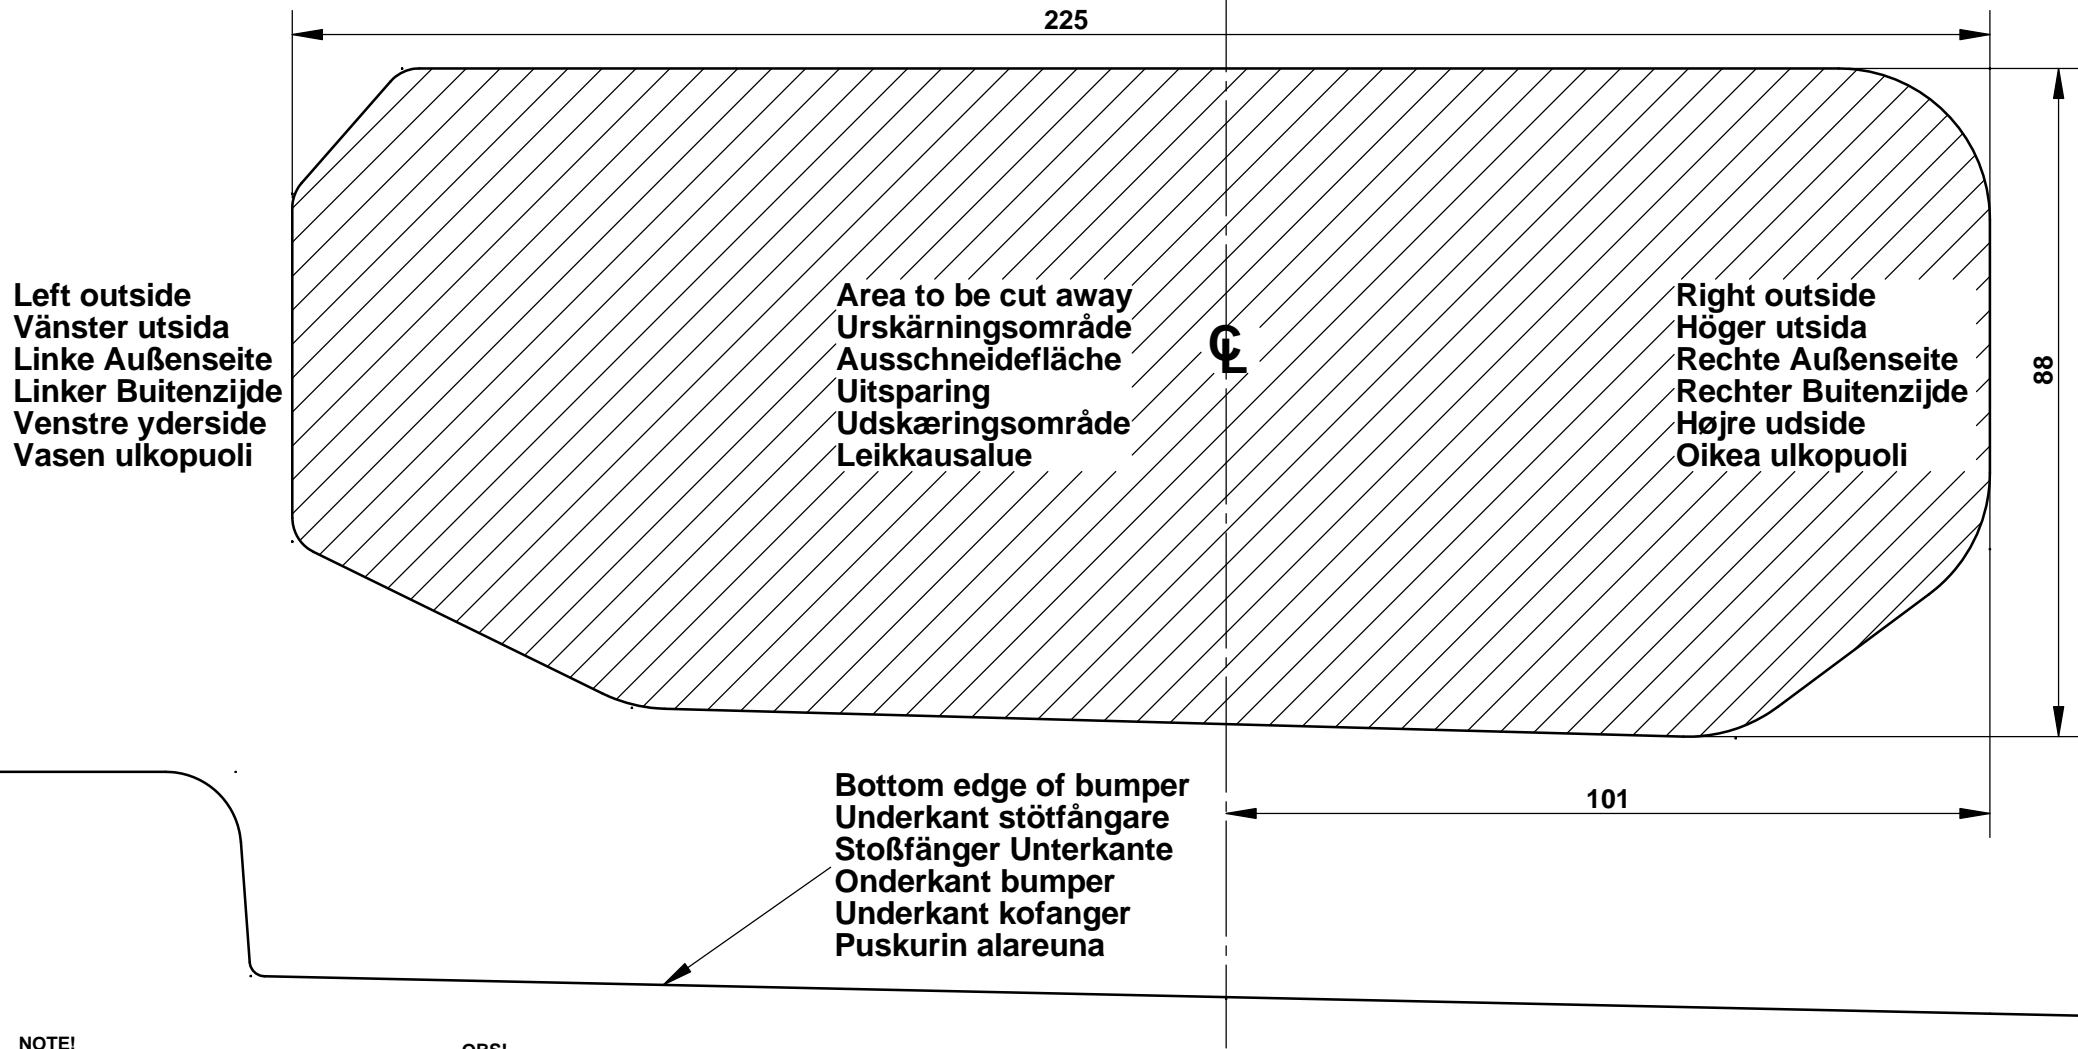 225
Left outside
Vänster utsida
Linke Außenseite
Linker Buitenzijde
Venstre yderside
Vasen ulkopuoli
Area to be cut away
Urskärningsområde
Ausschneidefläche
Uitsparing
Udskæringsområde
Leikkausalue
℄
Right outside
Höger utsida
Rechte Außenseite
Rechter Buitenzijde
Højre udside
Oikea ulkopuoli
88
Bottom edge of bumper
Underkant stötfångare
Stoßfänger Unterkante
Onderkant bumper
Underkant kofanger
Puskurin alareuna
101
NOTE!
OBS!